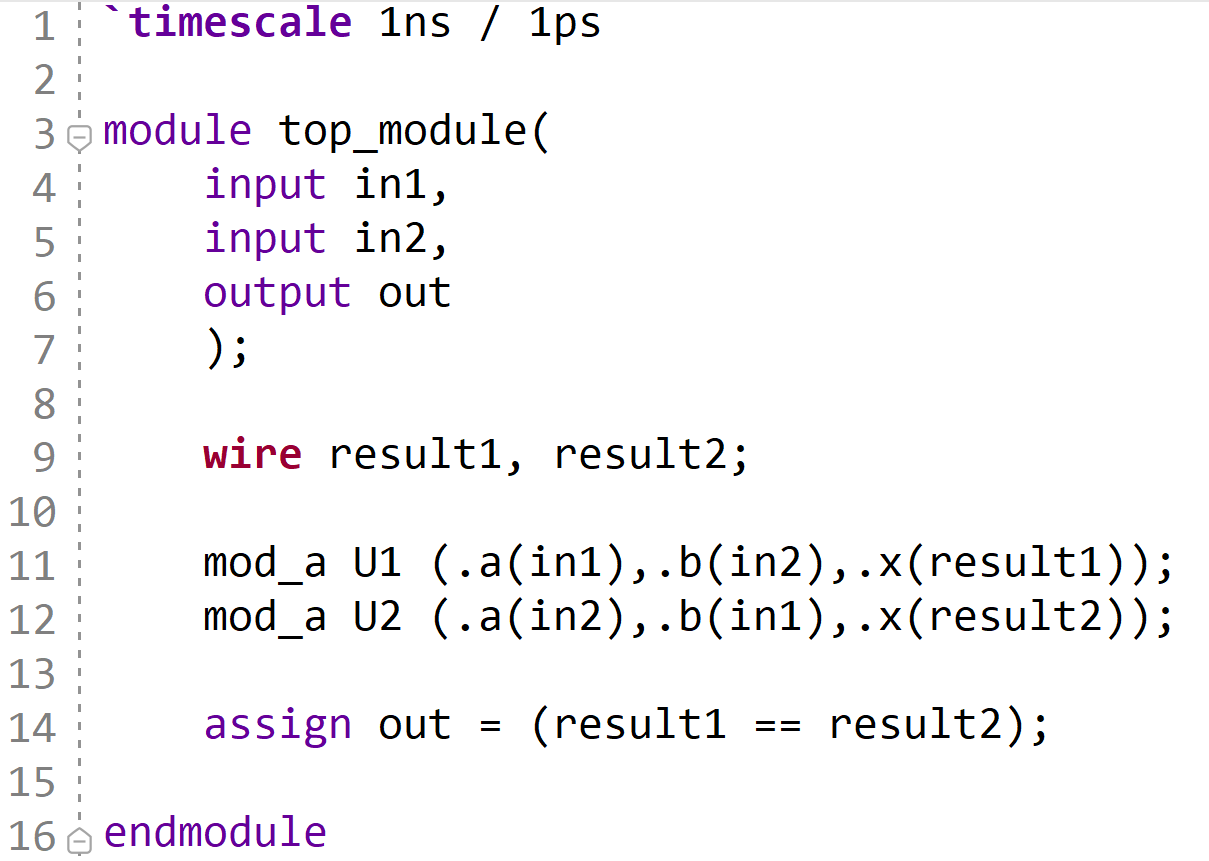 1 `timescale 1ns / 1ps
2
3 module top_module(
4     input in1,
5     input in2,
6     output out
7     );
8
9     wire result1, result2;
10
11     mod_a U1 (.a(in1),.b(in2),.x(result1));
12     mod_a U2 (.a(in2),.b(in1),.x(result2));
13
14     assign out = (result1 == result2);
15
16 endmodule